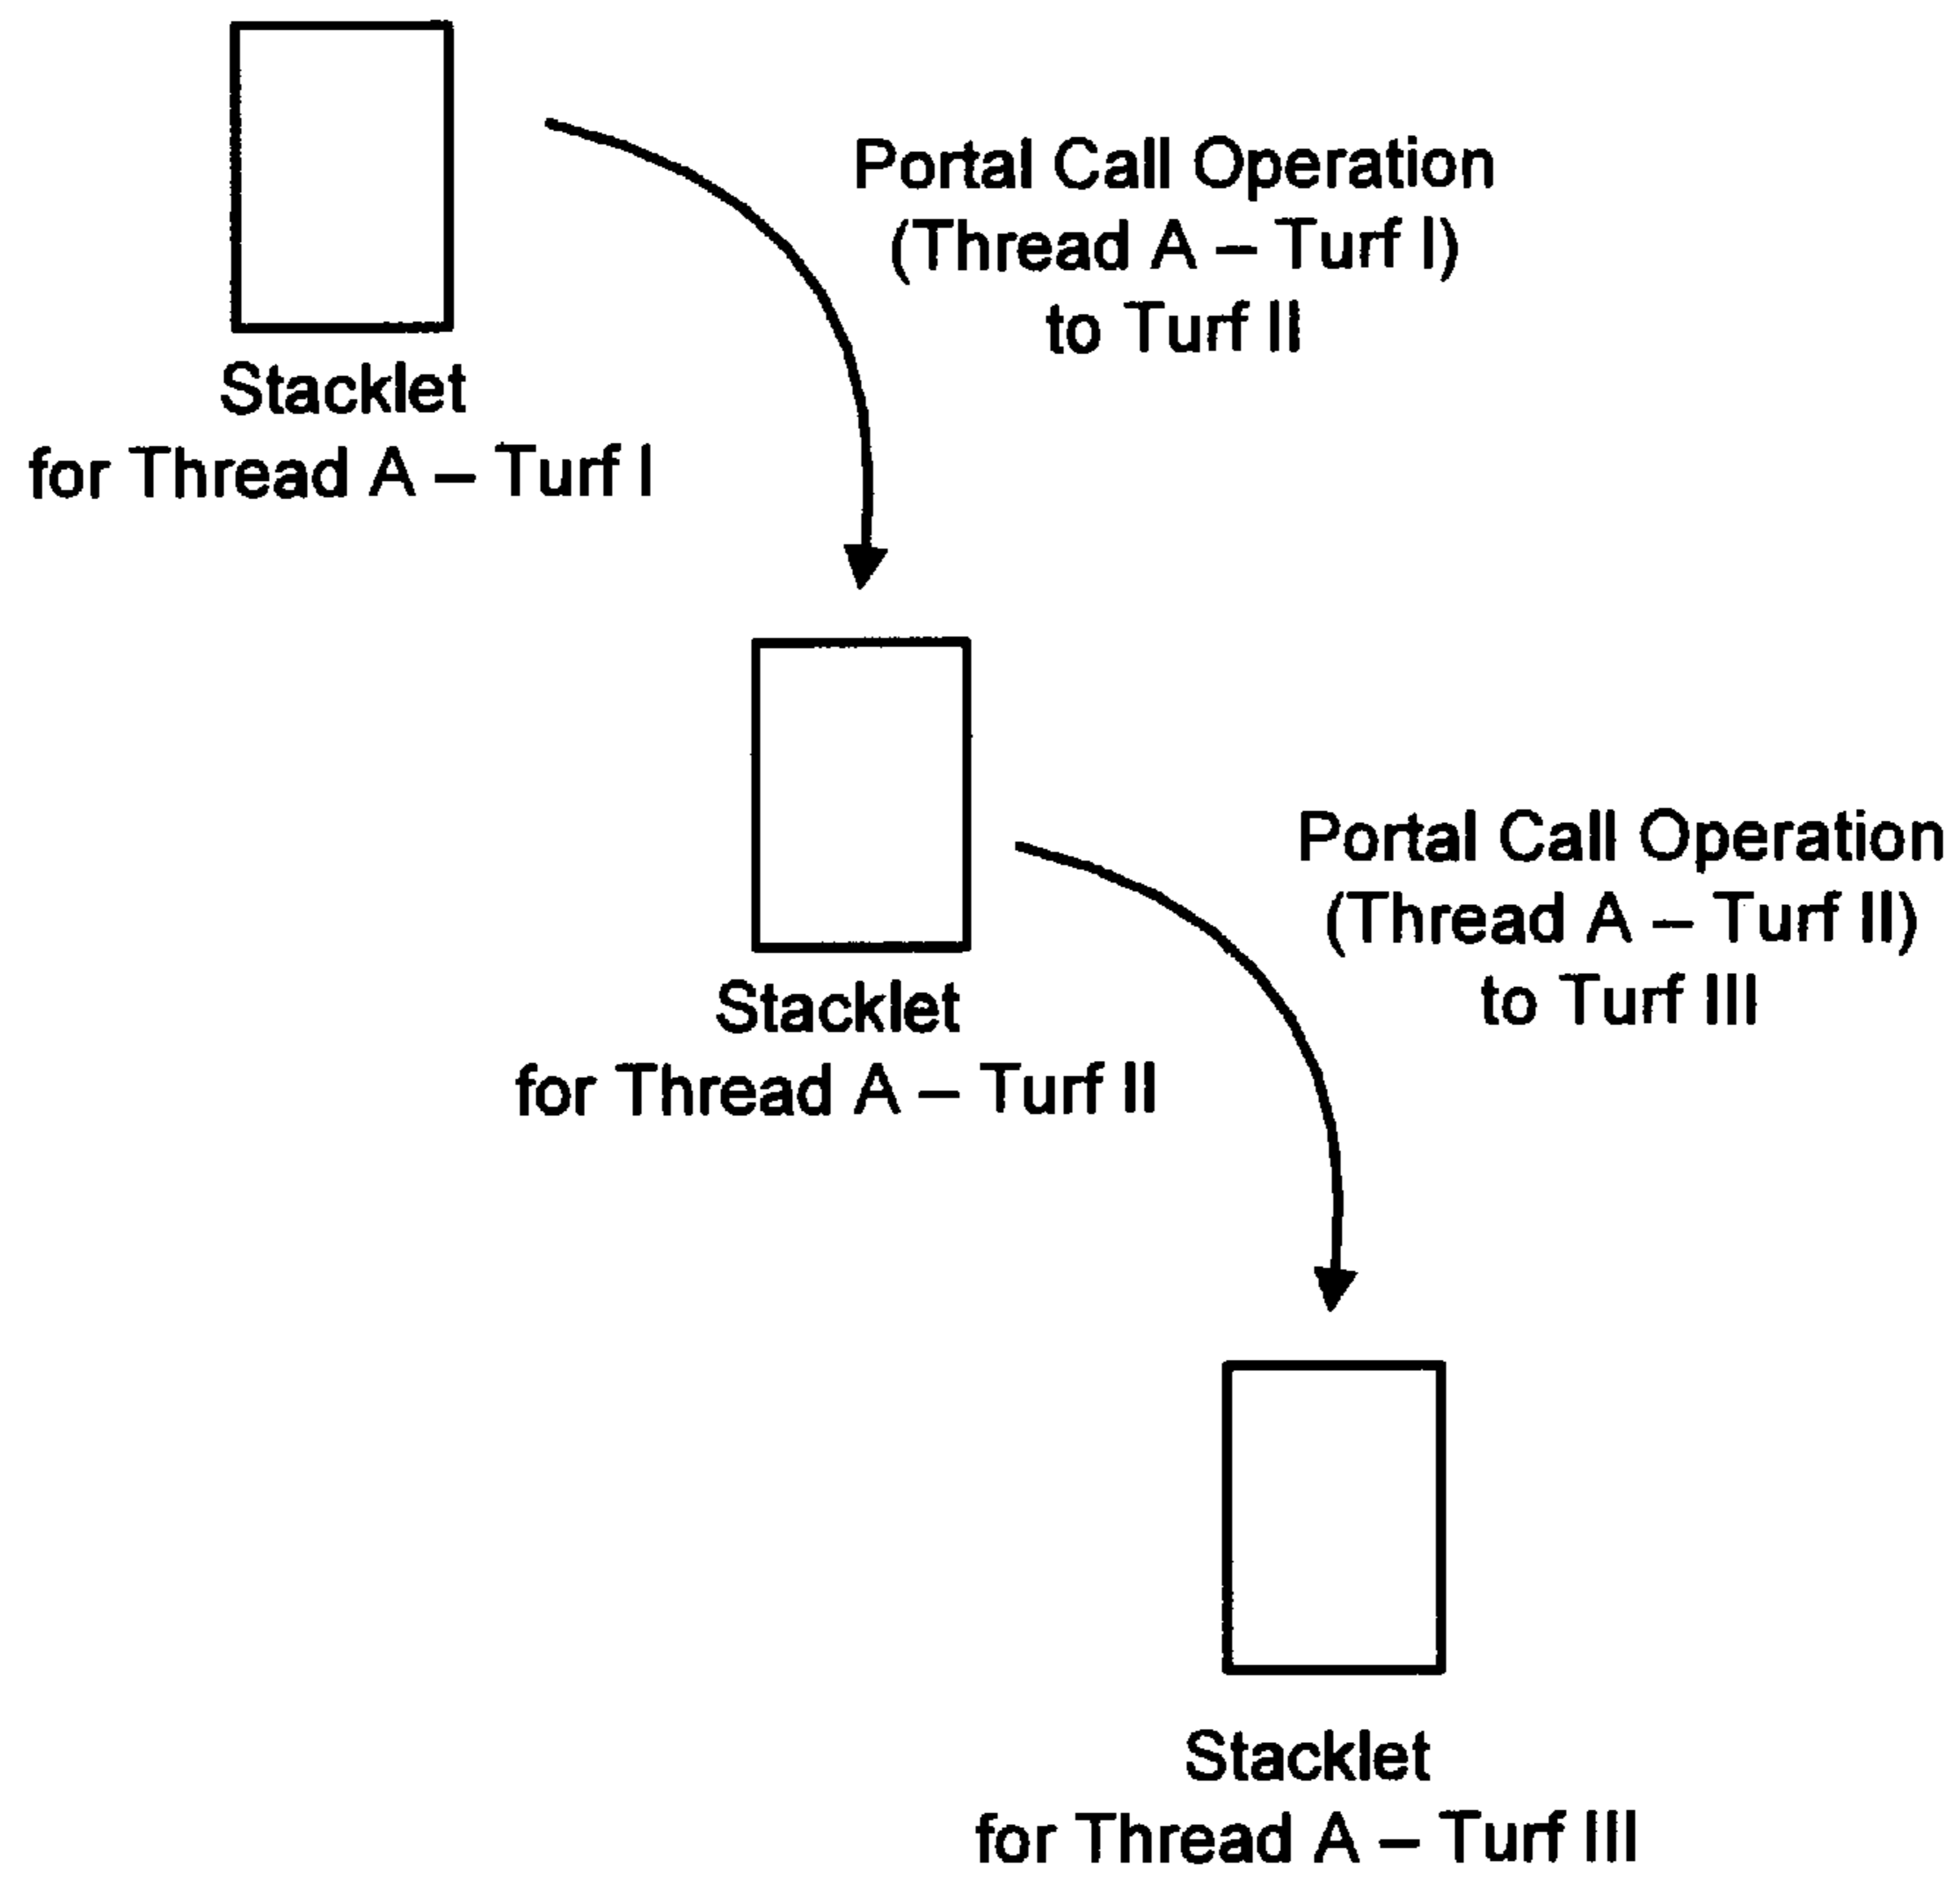 Portal Call Operation
(Thread A – Turf I)
to Turf II
Stacklet
for Thread A – Turf I
Portal Call Operation
(Thread A – Turf II)
to Turf III
Stacklet
for Thread A – Turf II
Stacklet
for Thread A – Turf III